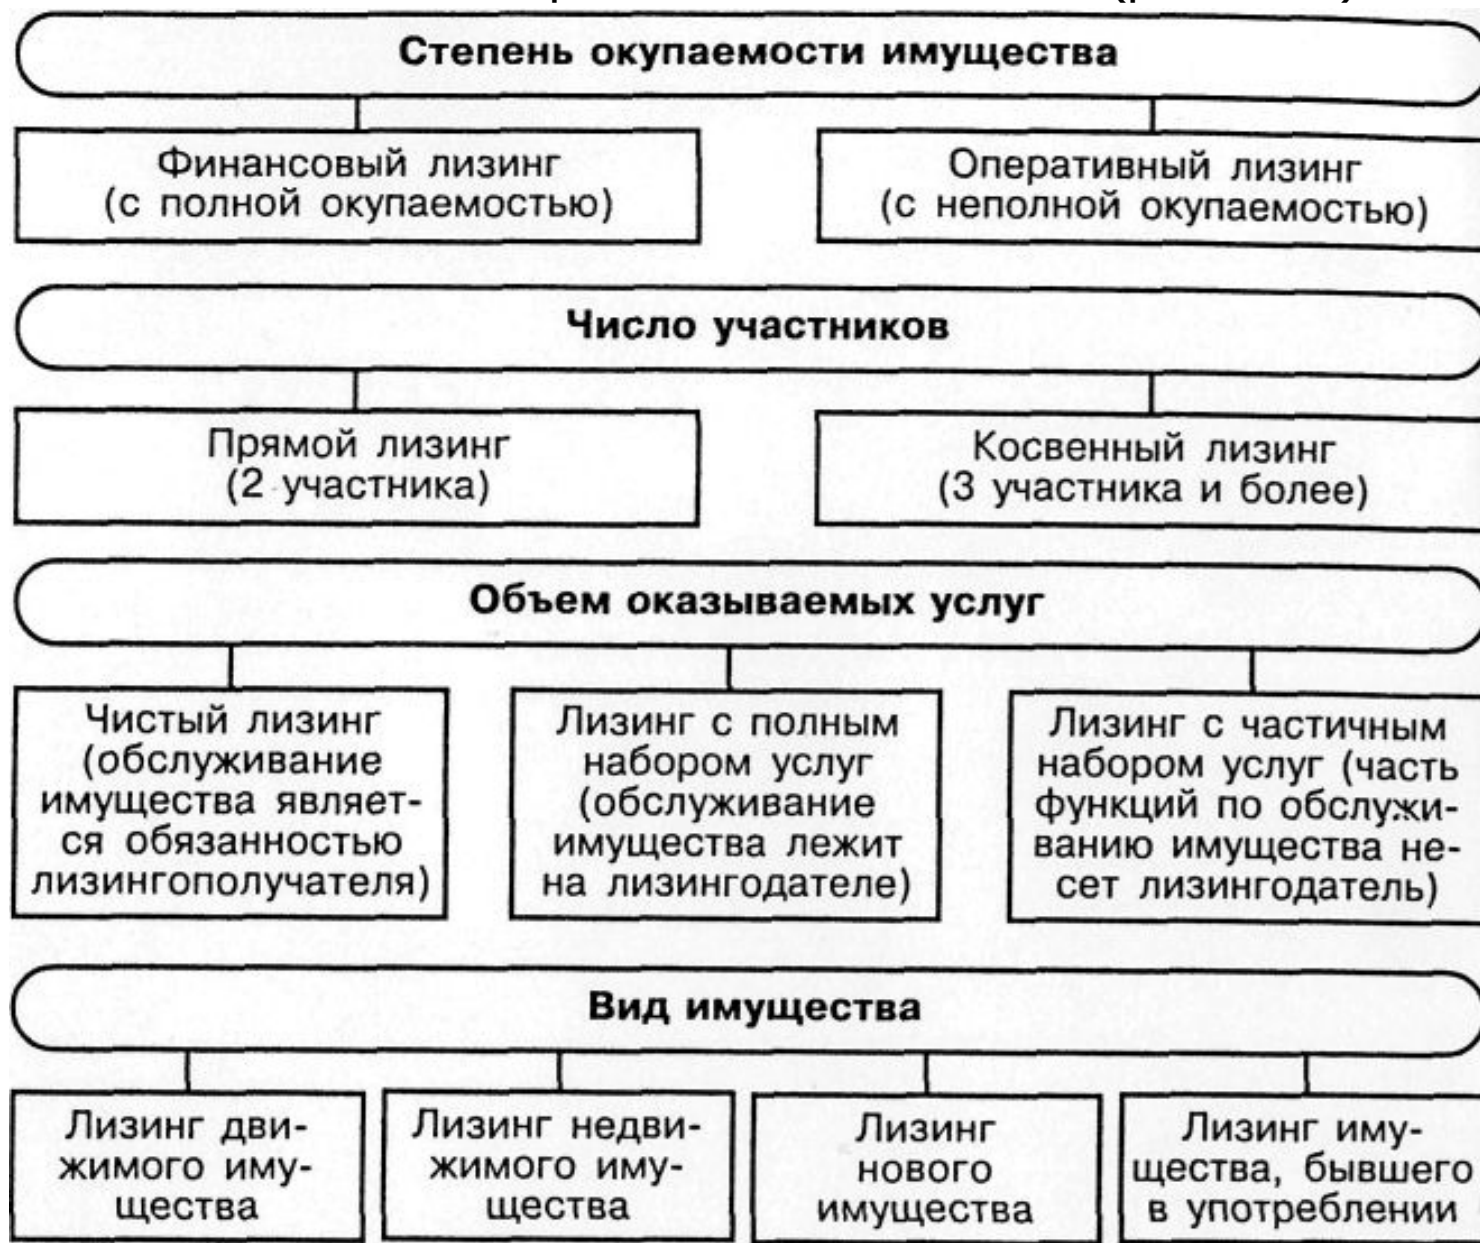 Степень окупаемости имущества
Финансовый лизинг
(с полной окупаемостью)
Оперативный лизинг
(с неполной окупаемостью)
Число участников
Прямой лизинг
(2 участника)
Косвенный лизинг
(3 участника и более)
Объем оказываемых услуг
Чистый лизинг
(обслуживание
имущества являет-
ся обязанностью
лизингополучателя)
Лизинг с полным
набором услуг
(обслуживание
имущества лежит
на лизингодателе)
Лизинг с частичным
набором услуг (часть
функций по обслужи-
ванию имущества не-
сет лизингодатель)
Вид имущества
Лизинг дви-
жимого иму-
щества
Лизинг недви-
жимого иму-
щества
Лизинг
нового
имущества
Лизинг иму-
щества, бывшего
в употреблении